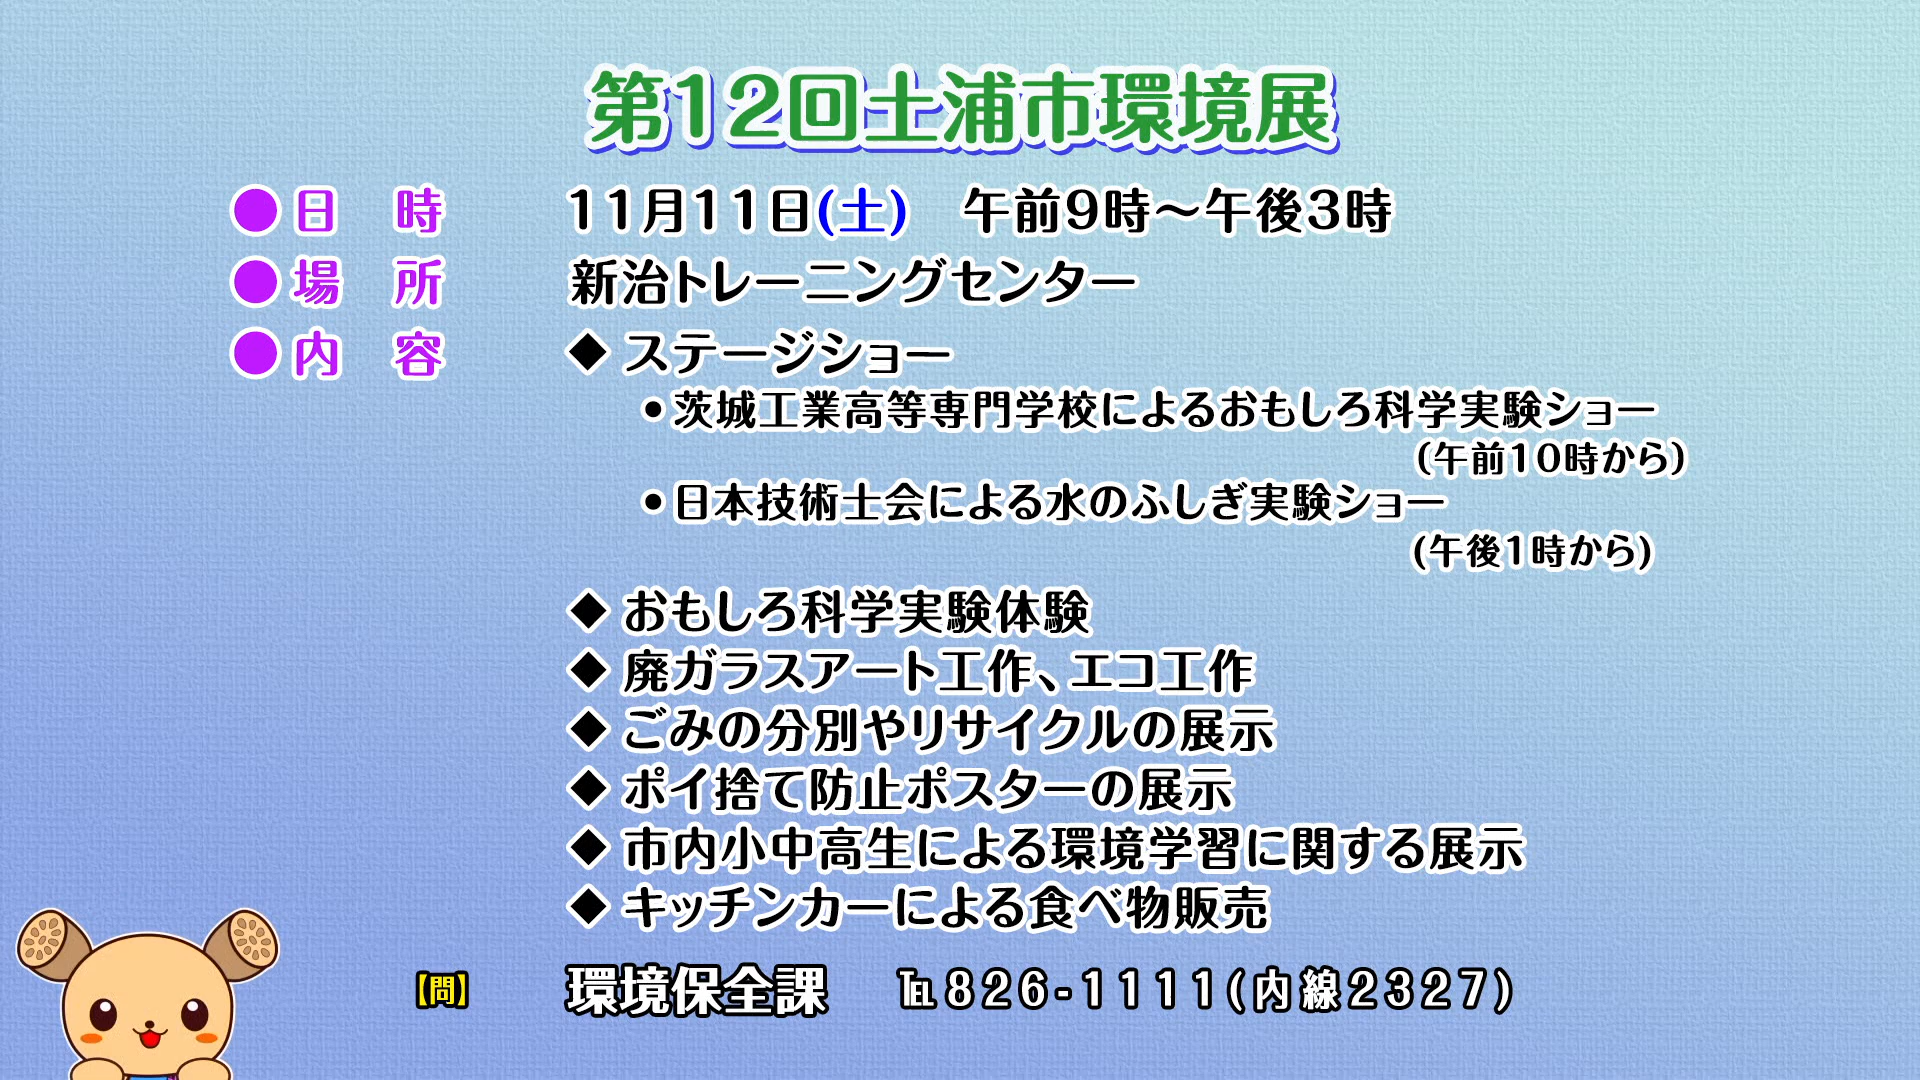 第12回土浦市環境展
●日　時　11月11日(土)　午前9時～午後3時
●場　所　新治トレーニングセンター
●内　容　◆ ステージショー
・茨城工業高等専門学校によるおもしろ科学実験ショー
(午前10時から)
・日本技術士会による水のふしぎ実験ショー
(午後1時から)
◆ おもしろ科学実験体験
◆ 廃ガラスアート工作、エコ工作
◆ ごみの分別やリサイクルの展示
◆ ポイ捨て防止ポスターの展示
◆ 市内小中高生による環境学習に関する展示
◆ キッチンカーによる食べ物販売
【問】　環境保全課　℡826-1111(内線2327)